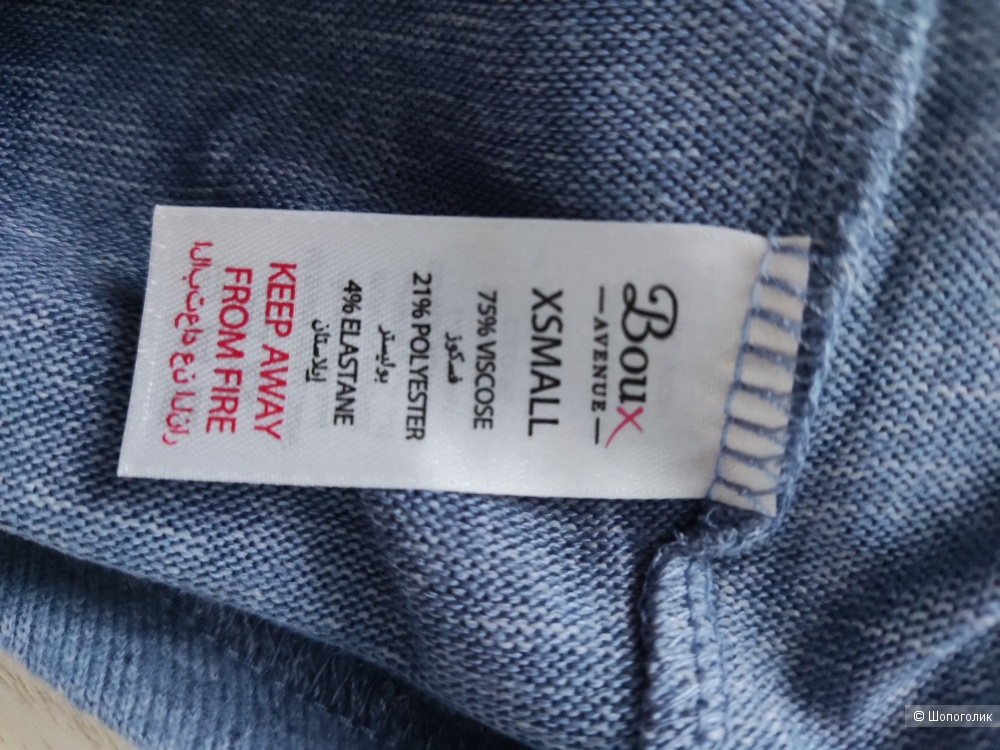 Boux
—AVENUE—
XSMALL
75% VISCOSE
فسكوز
21% POLYESTER
بوليستر
4% ELASTANE
إيلاستان
KEEP AWAY
FROM FIRE
الابتعاد عن النار
© Шопоголик